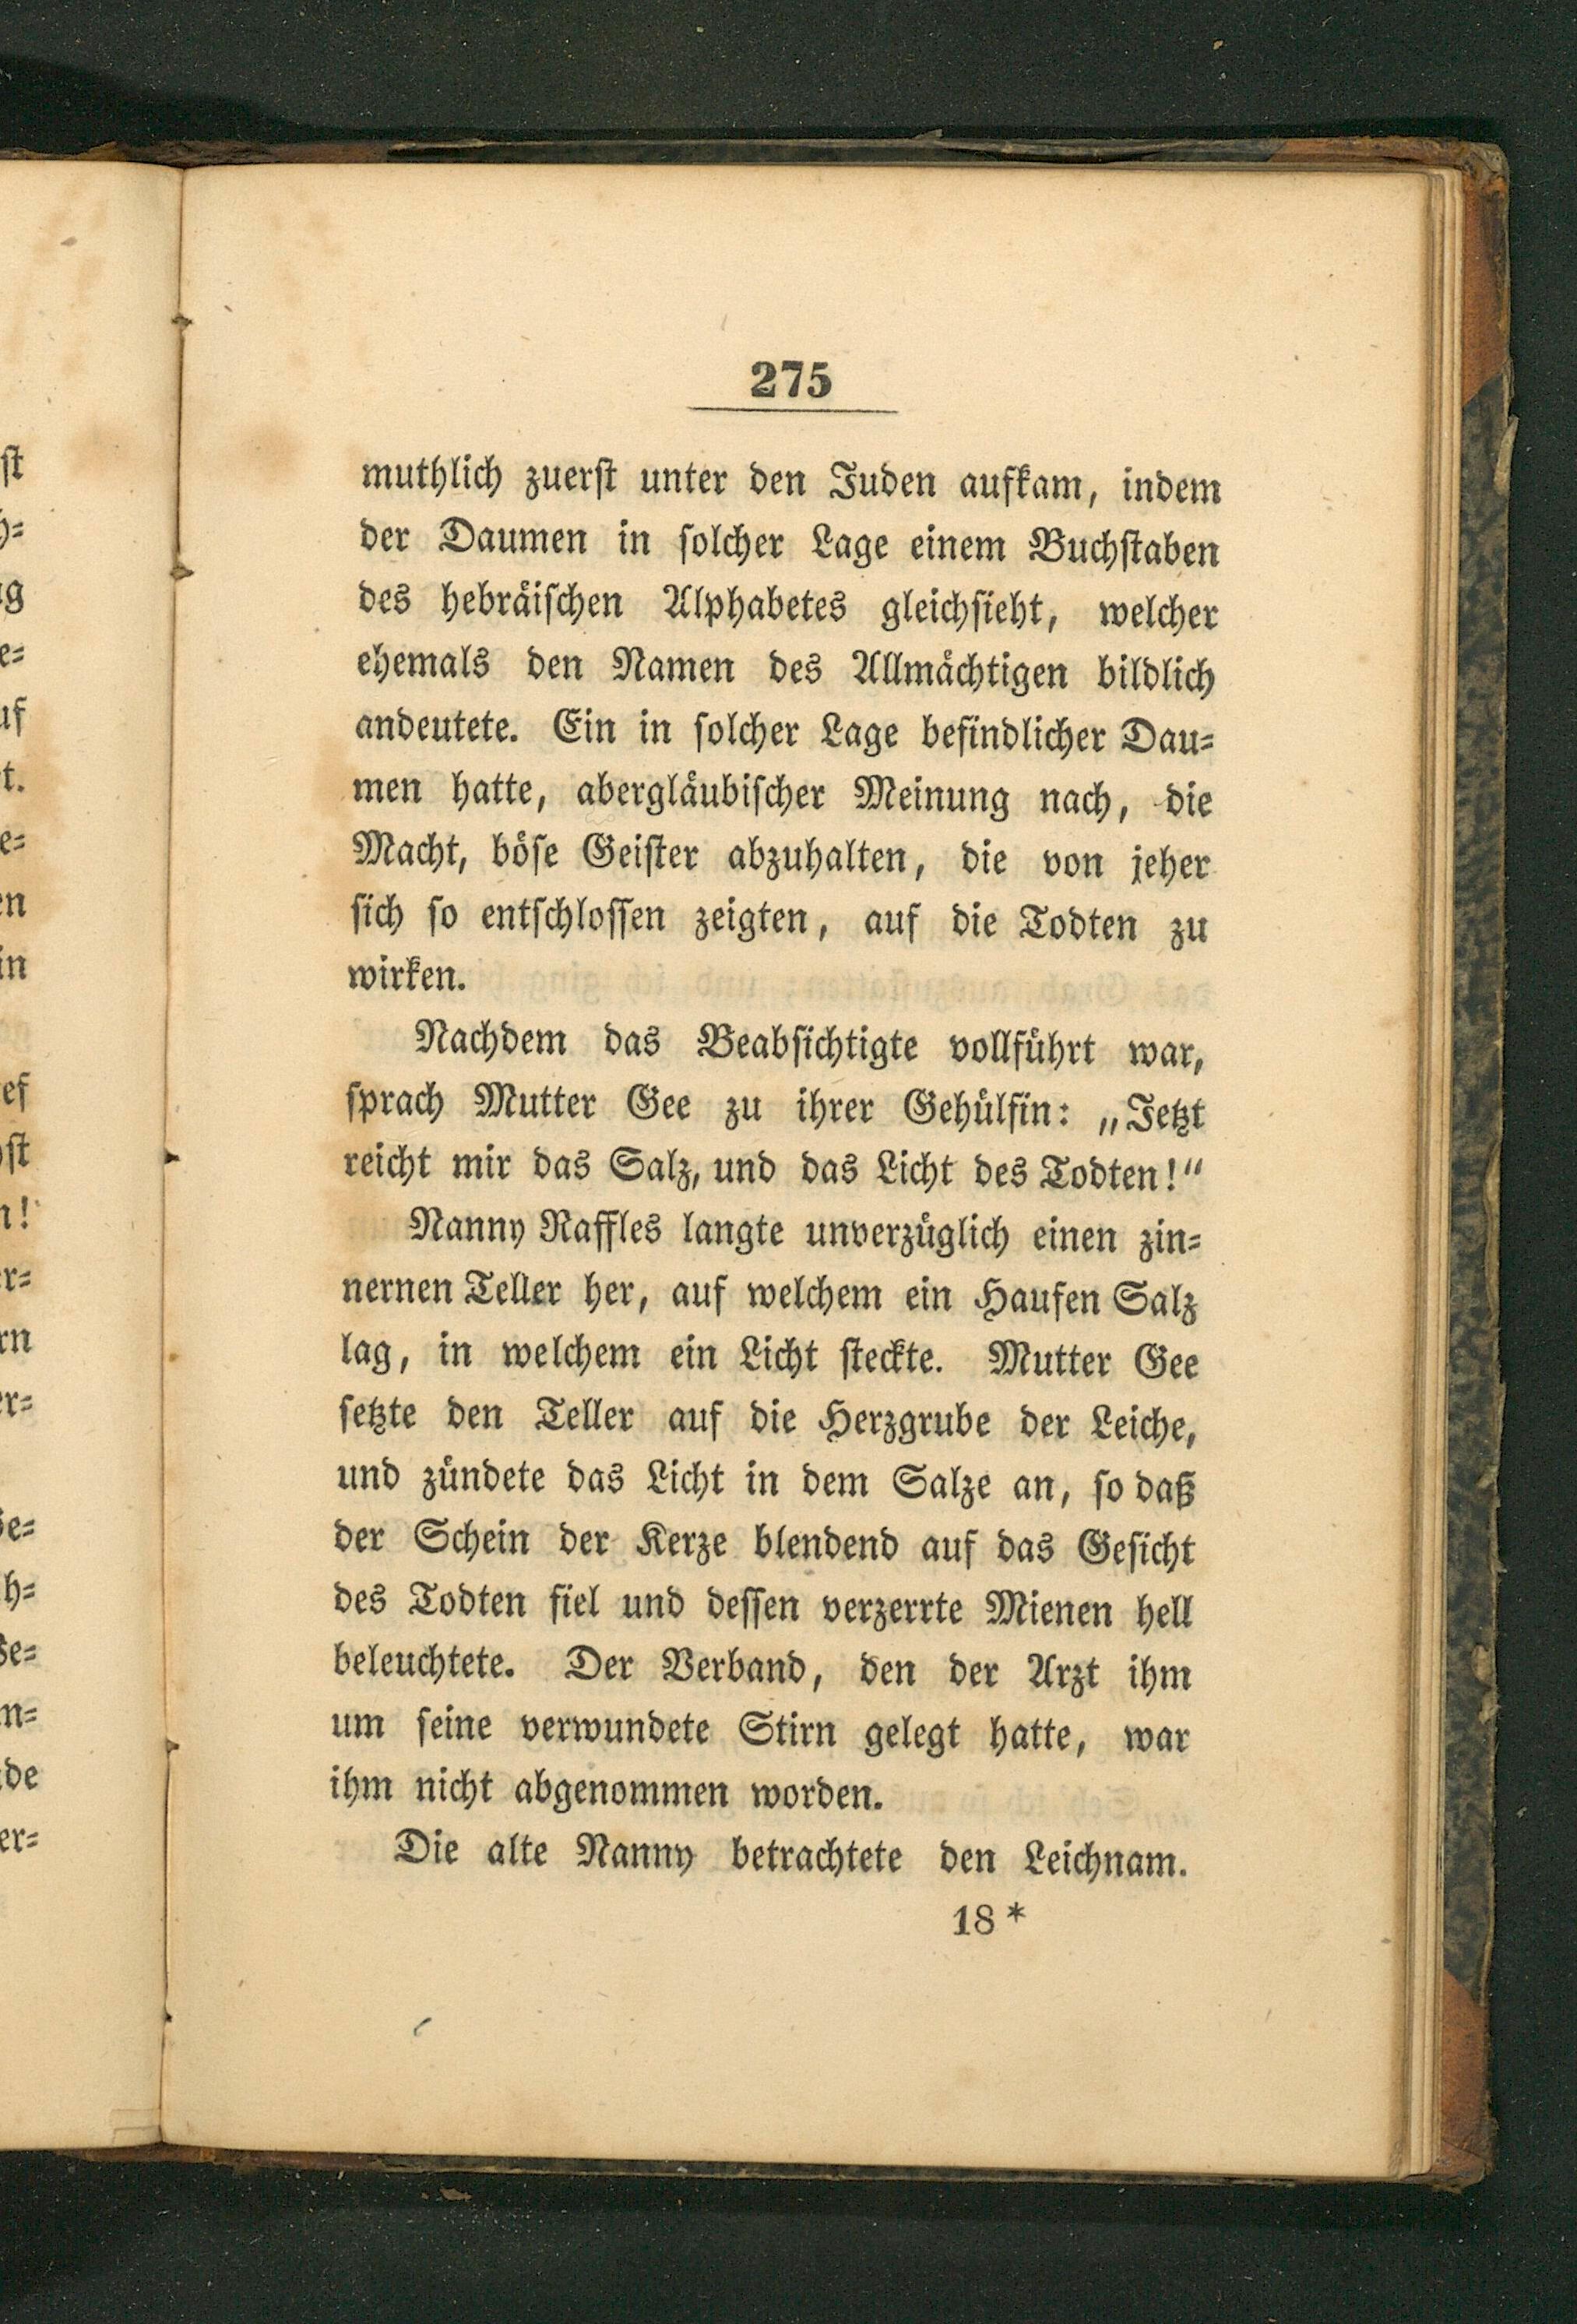 275
muthlich zuerst unter den Juden aufkam, indem
der Daumen in solcher Lage einem Buchstaben
des hebräischen Alphabetes gleichsieht, welcher
ehemals den Namen des Allmächtigen bildlich
andeutete. Ein in solcher Lage befindlicher Dau-
men hatte, abergläubischer Meinung nach, die
Macht, böse Geister abzuhalten, die von jeher
sich so entschlossen zeigten, auf die Todten zu
wirken.
Nachdem das Beabsichtigte vollführt war,
sprach Mutter Gee zu ihrer Gehülfin: „Jetzt
reicht mir das Salz, und das Licht des Todten!“
Nanny Raffles langte unverzüglich einen zin-
nernen Teller her, auf welchem ein Haufen Salz
lag, in welchem ein Licht steckte. Mutter Gee
setzte den Teller auf die Herzgrube der Leiche,
und zündete das Licht in dem Salze an, so daß
der Schein der Kerze blendend auf das Gesicht
des Todten fiel und dessen verzerrte Mienen hell
beleuchtete. Der Verband, den der Arzt ihm
um seine verwundete Stirn gelegt hatte, war
ihm nicht abgenommen worden.
Die alte Nanny betrachtete den Leichnam.
18*